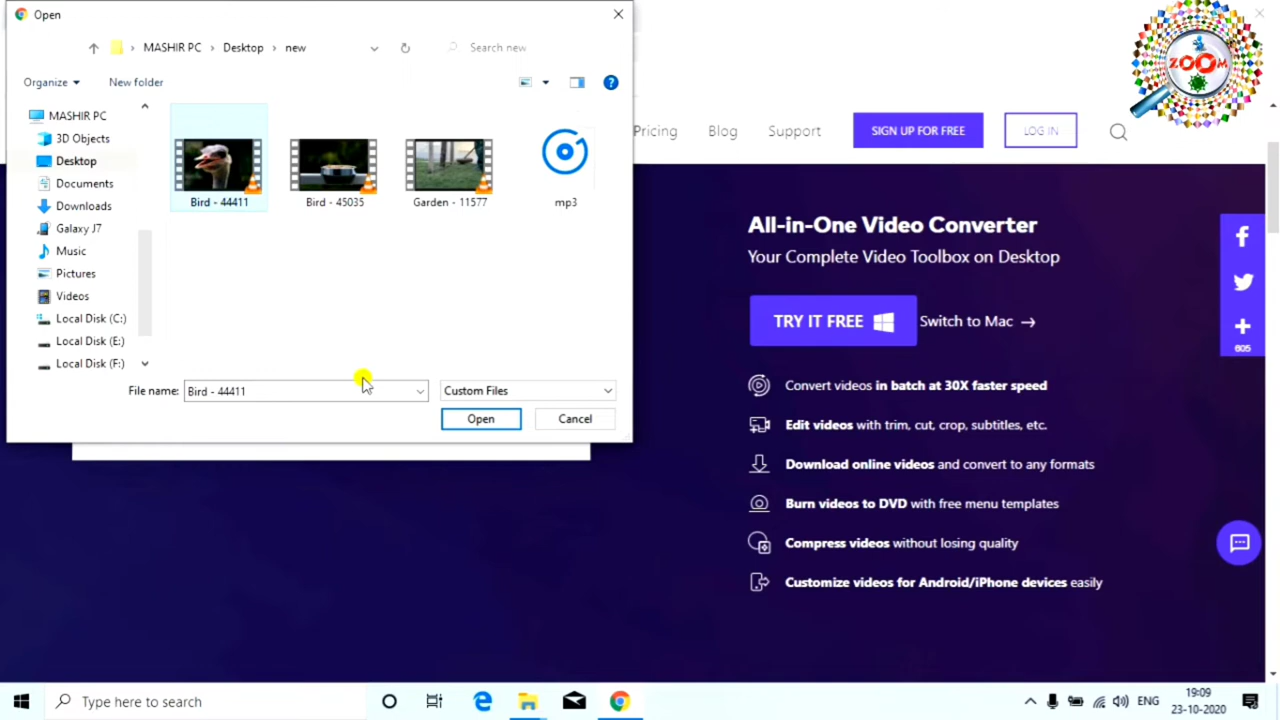 Open
MASHIR PC > Desktop > new
Search new
Organize
New folder
MASHIR PC
3D Objects
Desktop
Documents
Downloads
Galaxy J7
Music
Pictures
Videos
Local Disk (C:)
Local Disk (E:)
Local Disk (F:)
Bird - 44411
Bird - 45035
Garden - 11577
mp3
File name:
Bird - 44411
Custom Files
Open
Cancel
ZOOM
Pricing
Blog
Support
SIGN UP FOR FREE
LOG IN
All-in-One Video Converter
Your Complete Video Toolbox on Desktop
TRY IT FREE
Switch to Mac →
Convert videos in batch at 30X faster speed
Edit videos with trim, cut, crop, subtitles, etc.
Download online videos and convert to any formats
Burn videos to DVD with free menu templates
Compress videos without losing quality
Customize videos for Android/iPhone devices easily
605
Type here to search
ENG
19:09
23-10-2020